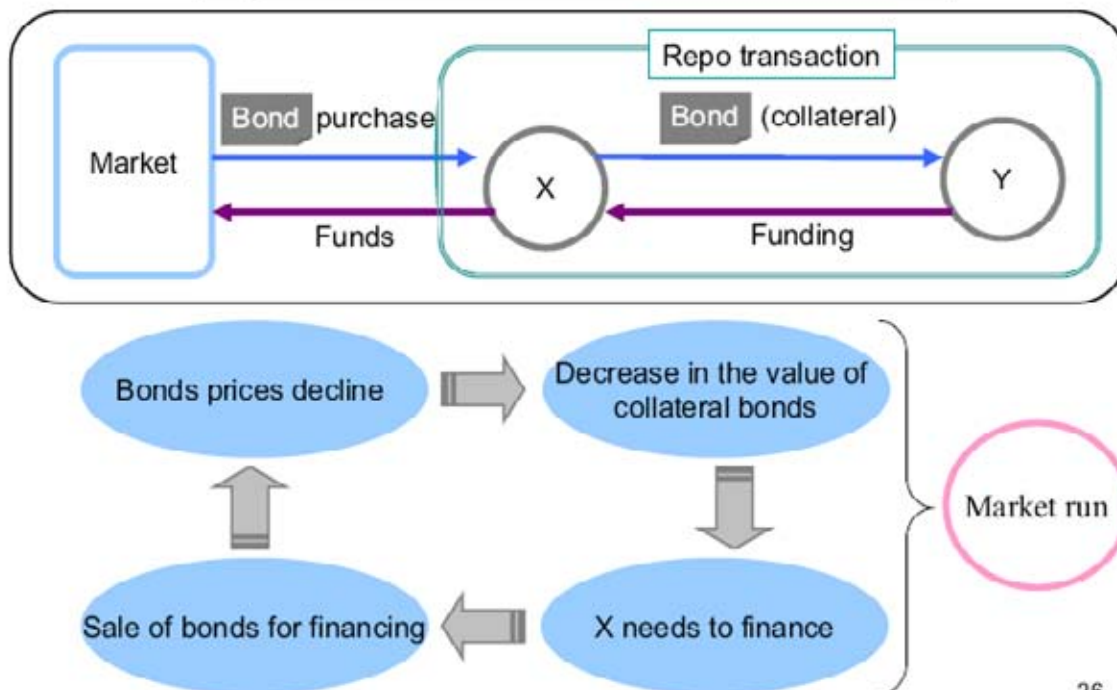 Repo transaction
Bond purchase
Bond (collateral)
Market
X
Y
Funds
Funding
Bonds prices decline
Decrease in the value of
collateral bonds
Market run
Sale of bonds for financing
X needs to finance